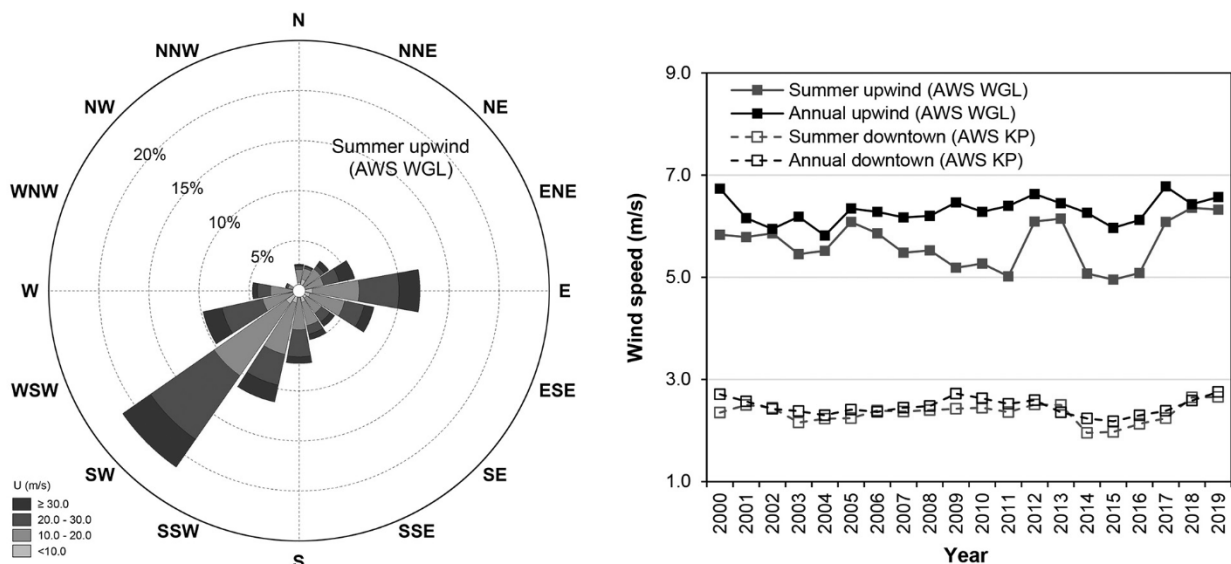 N
NNW
NNE
NW
NE
Summer upwind
(AWS WGL)
20%
15%
WNW
ENE
10%
5%
W
E
WSW
ESE
SW
SE
SSW
SSE
S
U (m/s)
≥ 30.0
20.0 - 30.0
10.0 - 20.0
<10.0
Summer upwind (AWS WGL)
Annual upwind (AWS WGL)
Summer downtown (AWS KP)
Annual downtown (AWS KP)
Wind speed (m/s)
9.0
7.0
5.0
3.0
1.0
2000 2001 2002 2003 2004 2005 2006 2007 2008 2009 2010 2011 2012 2013 2014 2015 2016 2017 2018 2019
Year